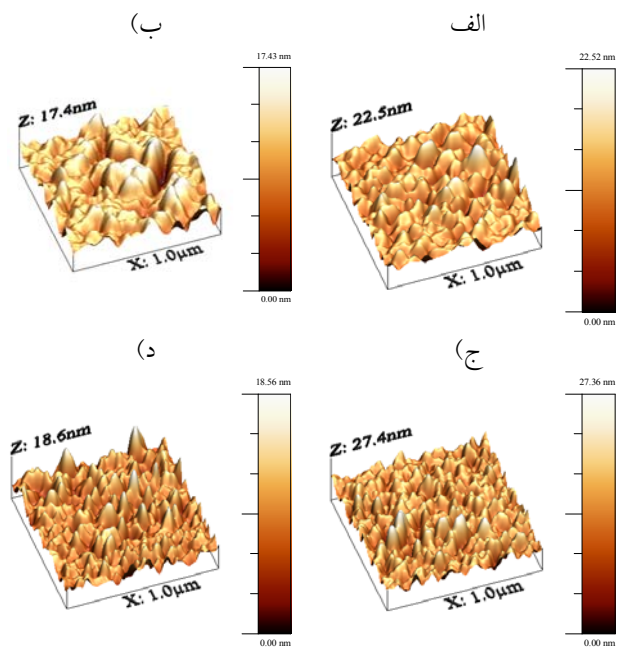 الف
22.52 nm
Z: 22.5nm
X: 1.0µm
0.00 nm
ب)
17.43 nm
Z: 17.4nm
X: 1.0µm
0.00 nm
ج)
27.36 nm
Z: 27.4nm
X: 1.0µm
0.00 nm
د)
18.56 nm
Z: 18.6nm
X: 1.0µm
0.00 nm